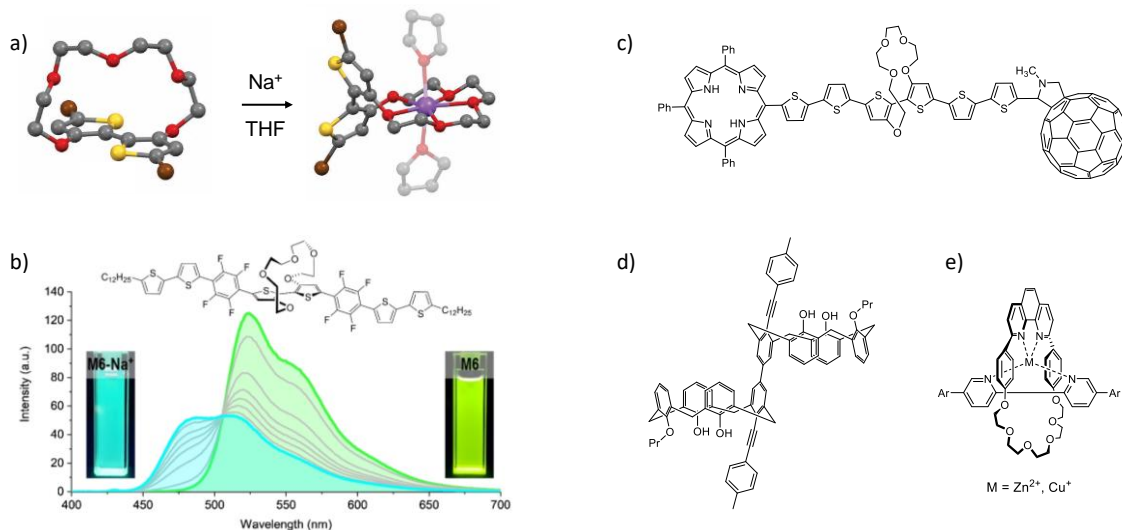 a)
Na⁺
THF
b)
C₁₂H₂₅
S
S
F
F
F
F
O
O
O
O
O
S
S
F
F
F
F
S
S
C₁₂H₂₅
Intensity (a.u.)
140
120
100
80
60
40
20
0
M6-Na⁺
M6
400 450 500 550 600 650 700
Wavelength (nm)
c)
Ph
Ph
Ph
NH
N
N
HN
S
S
S
S
S
S
O
O
O
O
O
H₃C
N
d)
OH OH
OPr
OH OH
OPr
e)
N N
M
N
N
Ar
Ar
O
O
O
O
O
O
M = Zn²⁺, Cu⁺